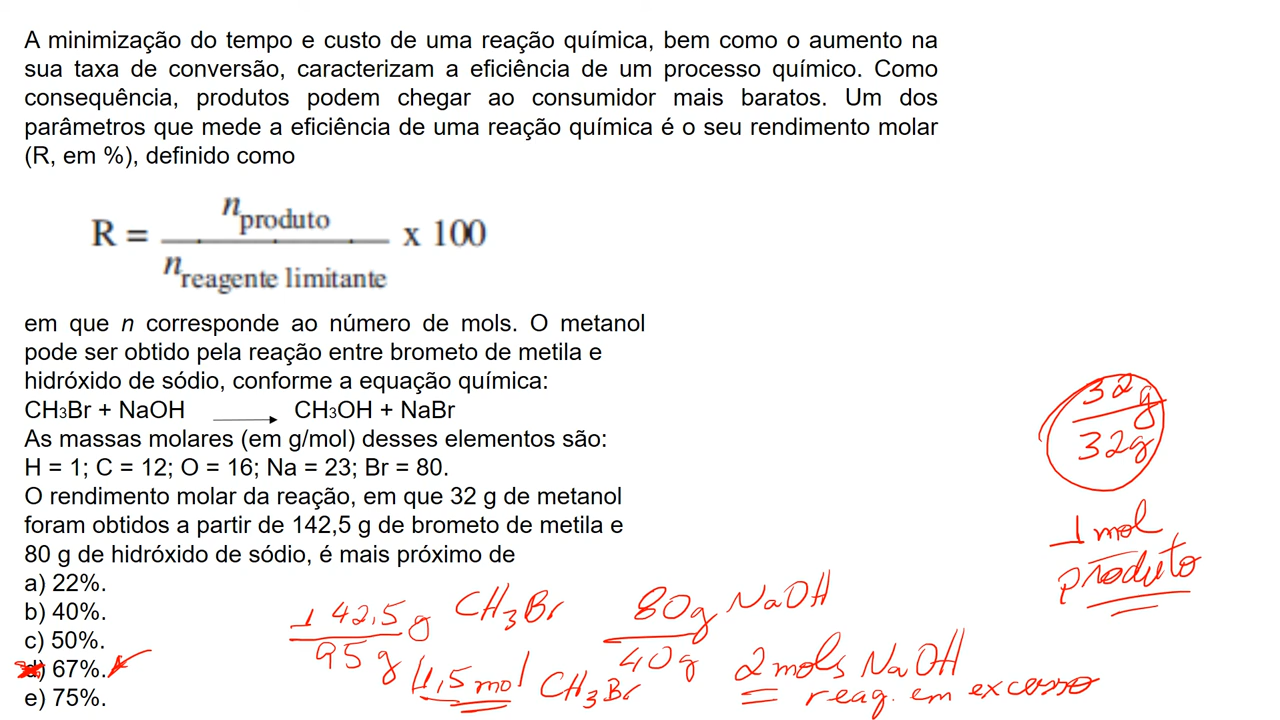 A minimização do tempo e custo de uma reação química, bem como o aumento na
sua taxa de conversão, caracterizam a eficiência de um processo químico. Como
consequência, produtos podem chegar ao consumidor mais baratos. Um dos
parâmetros que mede a eficiência de uma reação química é o seu rendimento molar
(R, em %), definido como
R = n produto / n reagente limitante x 100
em que n corresponde ao número de mols. O metanol
pode ser obtido pela reação entre brometo de metila e
hidróxido de sódio, conforme a equação química:
CH3Br + NaOH → CH3OH + NaBr
As massas molares (em g/mol) desses elementos são:
H = 1; C = 12; O = 16; Na = 23; Br = 80.
O rendimento molar da reação, em que 32 g de metanol
foram obtidos a partir de 142,5 g de brometo de metila e
80 g de hidróxido de sódio, é mais próximo de
a) 22%.
b) 40%.
c) 50%.
d) 67%.
e) 75%.
142,5 g CH3Br
95 g
1,5 mol CH3Br
80g NaOH
40g
2 mols NaOH
reag. em excesso
32g
32g
1 mol
produto